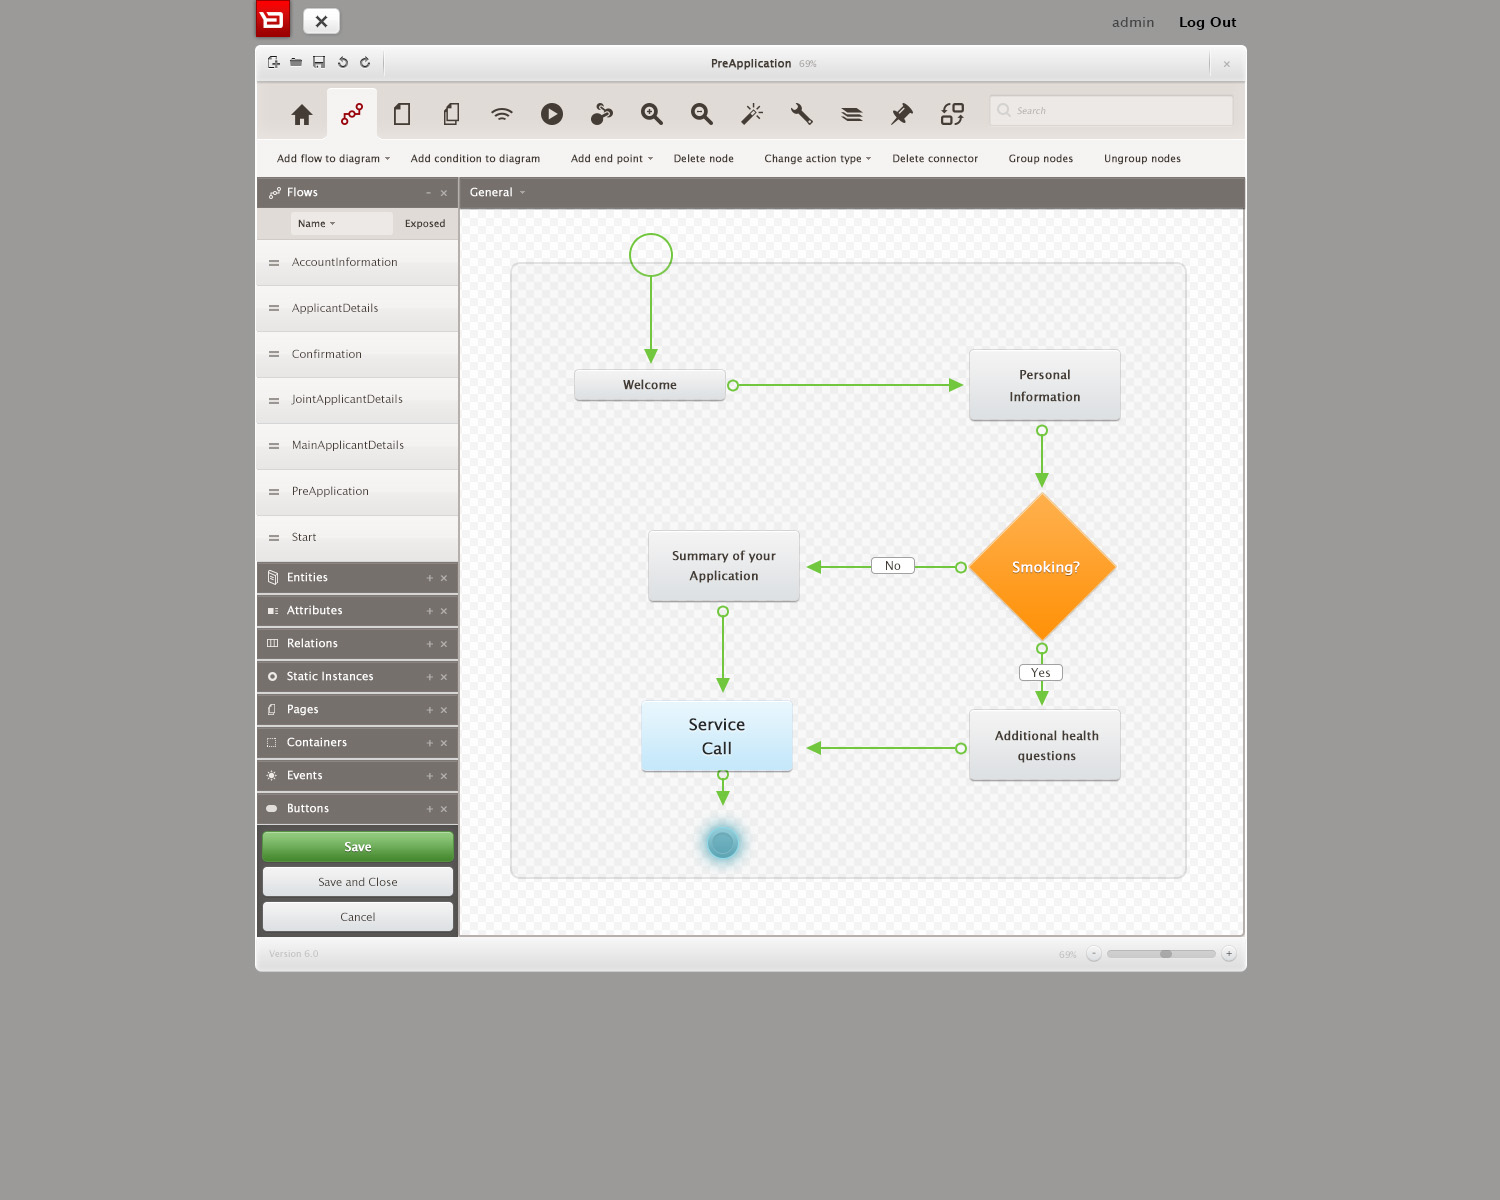 admin
Log Out
PreApplication 69%
Search
Add flow to diagram
Add condition to diagram
Add end point
Delete node
Change action type
Delete connector
Group nodes
Ungroup nodes
Flows
General
Name
Exposed
AccountInformation
ApplicantDetails
Confirmation
JointApplicantDetails
MainApplicantDetails
PreApplication
Start
Entities
Attributes
Relations
Static Instances
Pages
Containers
Events
Buttons
Save
Save and Close
Cancel
Welcome
Personal
Information
Smoking?
No
Yes
Summary of your
Application
Service
Call
Additional health
questions
Version 6.0
69%